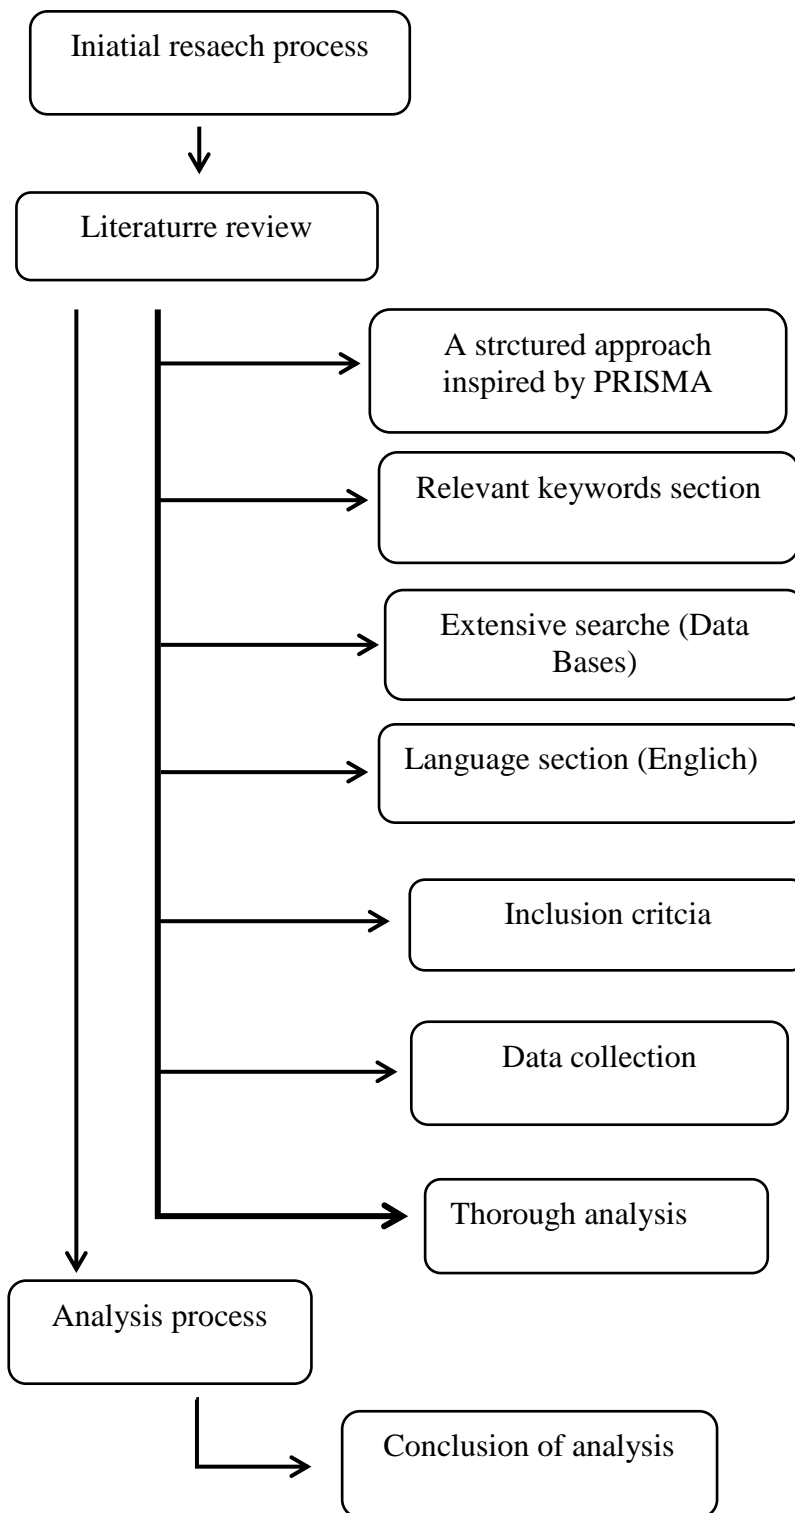 Iniatial resaech process
Literaturre review
A strctured approach
inspired by PRISMA
Relevant keywords section
Extensive searche (Data
Bases)
Language section (Englich)
Inclusion critcia
Data collection
Thorough analysis
Analysis process
Conclusion of analysis